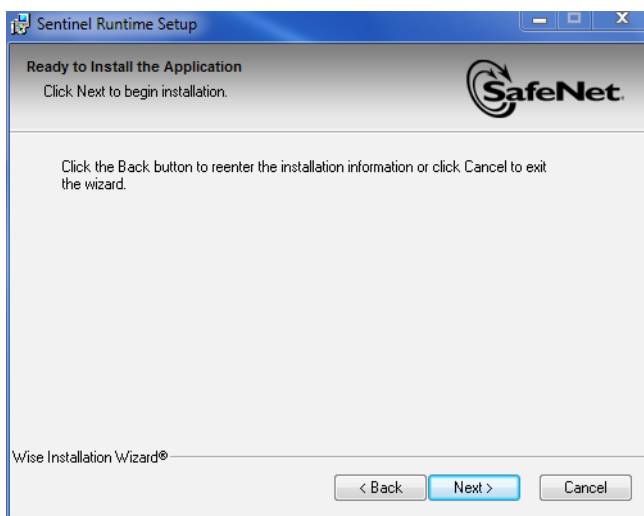 Sentinel Runtime Setup
Ready to Install the Application
Click Next to begin installation.
SafeNet.
Click the Back button to reenter the installation information or click Cancel to exit
the wizard.
Wise Installation Wizard®
< Back
Next >
Cancel